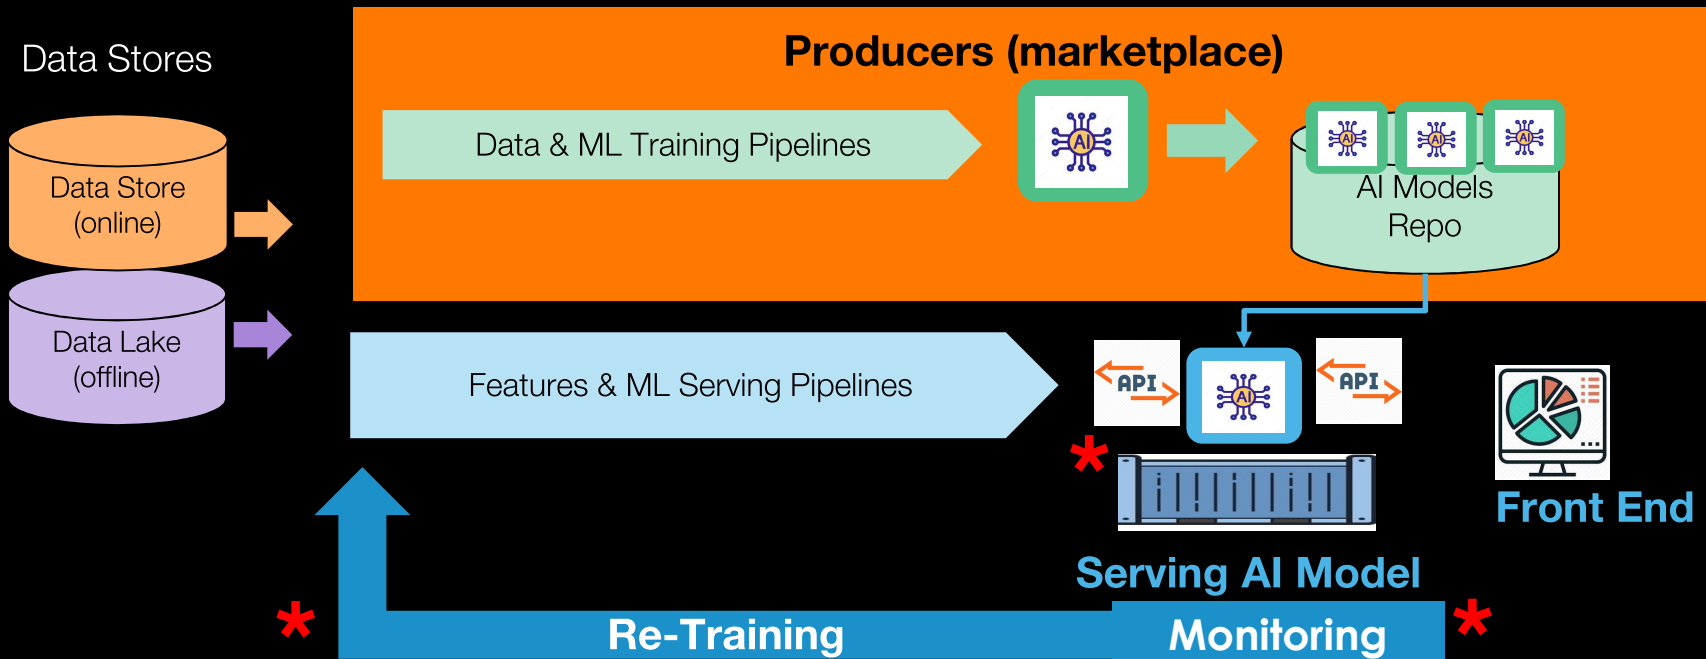 Data Stores
Producers (marketplace)
Data Store
(online)
Data Lake
(offline)
Data & ML Training Pipelines
AI
AI
AI
AI
AI Models
Repo
Features & ML Serving Pipelines
API
AI
API
*
Front End
Serving AI Model
*
Re-Training
Monitoring
*